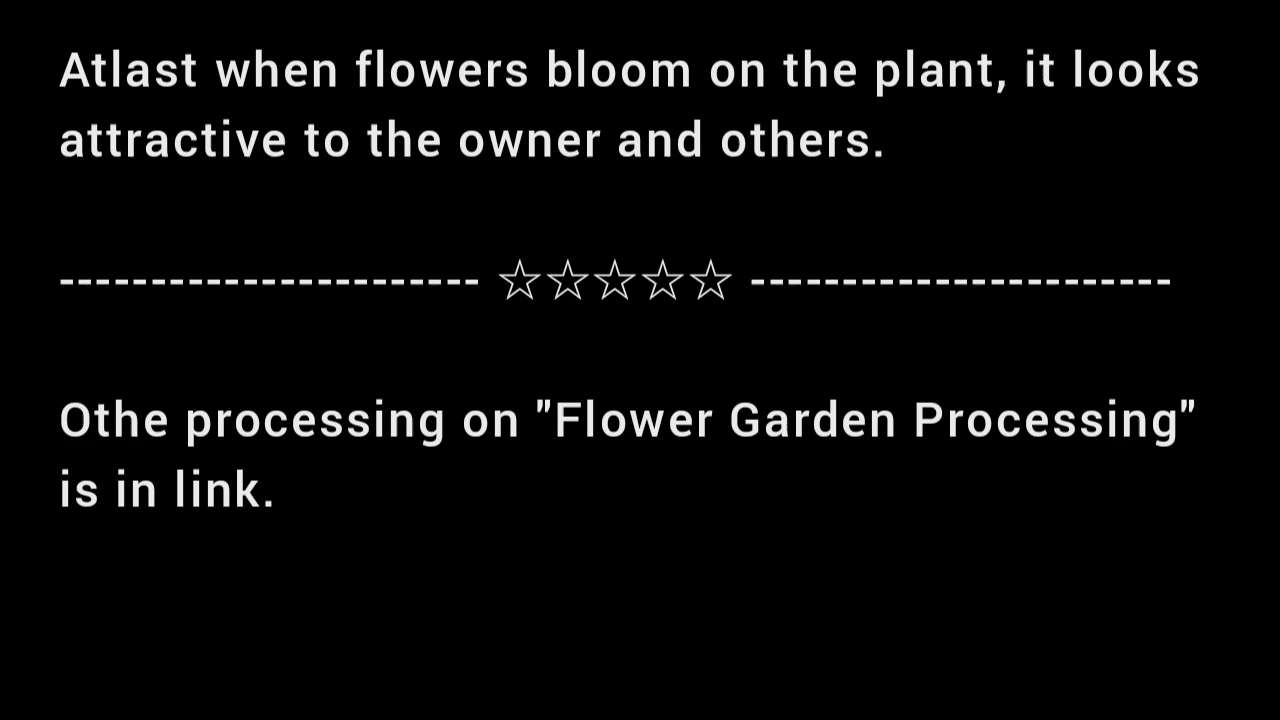 Atlast when flowers bloom on the plant, it looks
attractive to the owner and others.
----------------------- ☆☆☆☆☆ -----------------------
Othe processing on "Flower Garden Processing"
is in link.